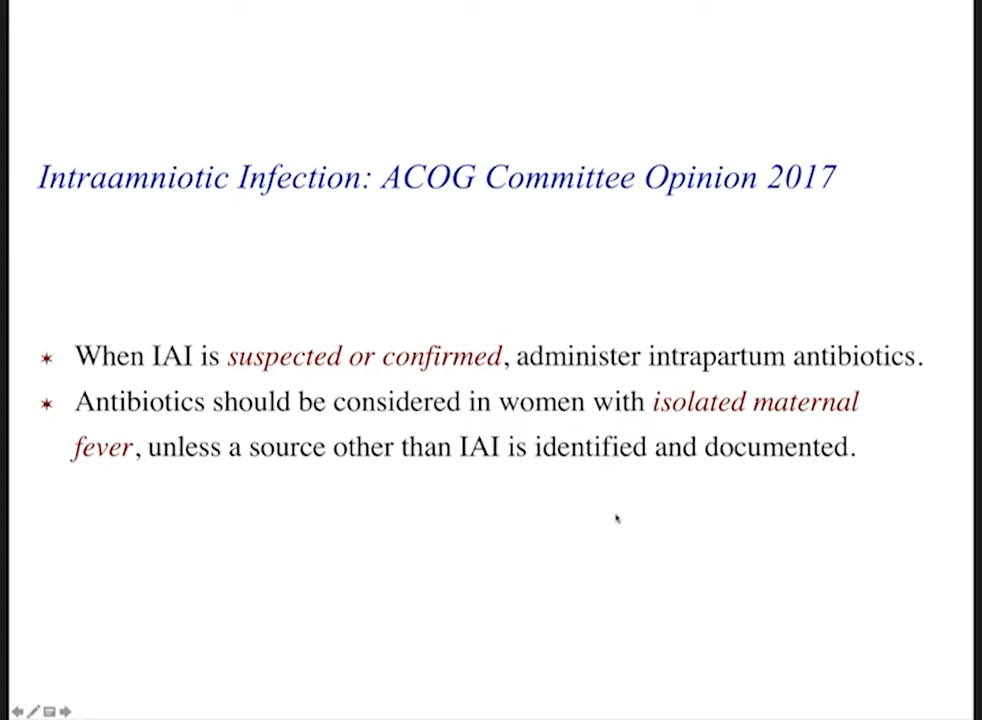 Intraamniotic Infection: ACOG Committee Opinion 2017
* When IAI is suspected or confirmed, administer intrapartum antibiotics.
* Antibiotics should be considered in women with isolated maternal
fever, unless a source other than IAI is identified and documented.